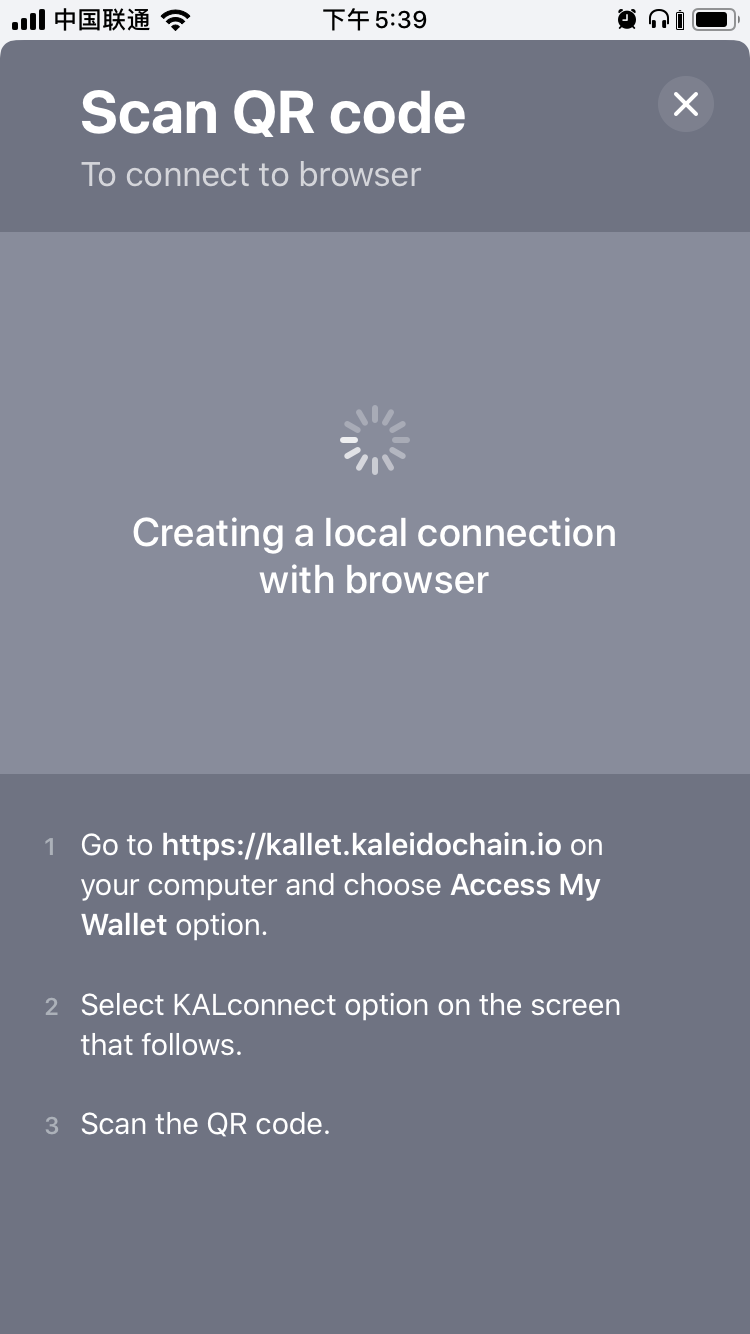 中国联通
下午5:39
Scan QR code
To connect to browser
Creating a local connection
with browser
1 Go to https://kallet.kaleidochain.io on
your computer and choose Access My
Wallet option.
2 Select KALconnect option on the screen
that follows.
3 Scan the QR code.